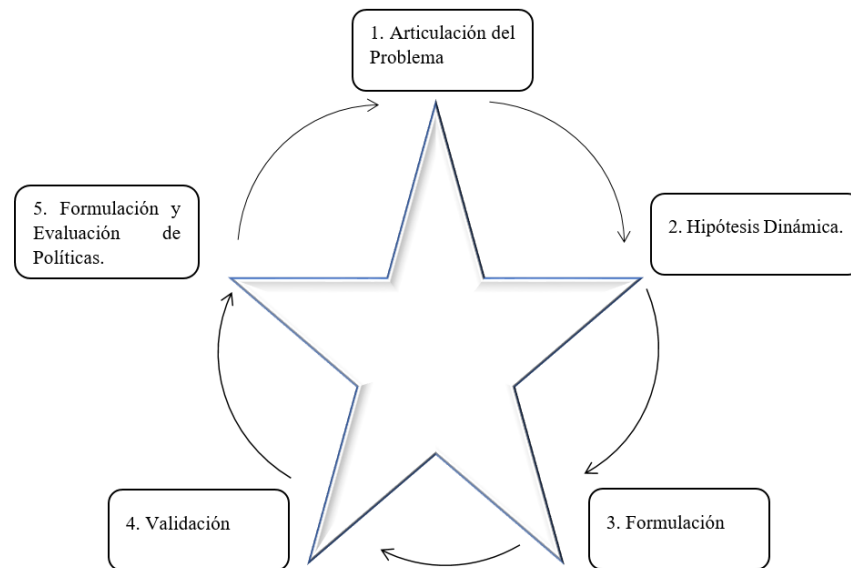 1. Articulación del
Problema
2. Hipótesis Dinámica.
3. Formulación
4. Validación
5. Formulación y
Evaluación de
Políticas.